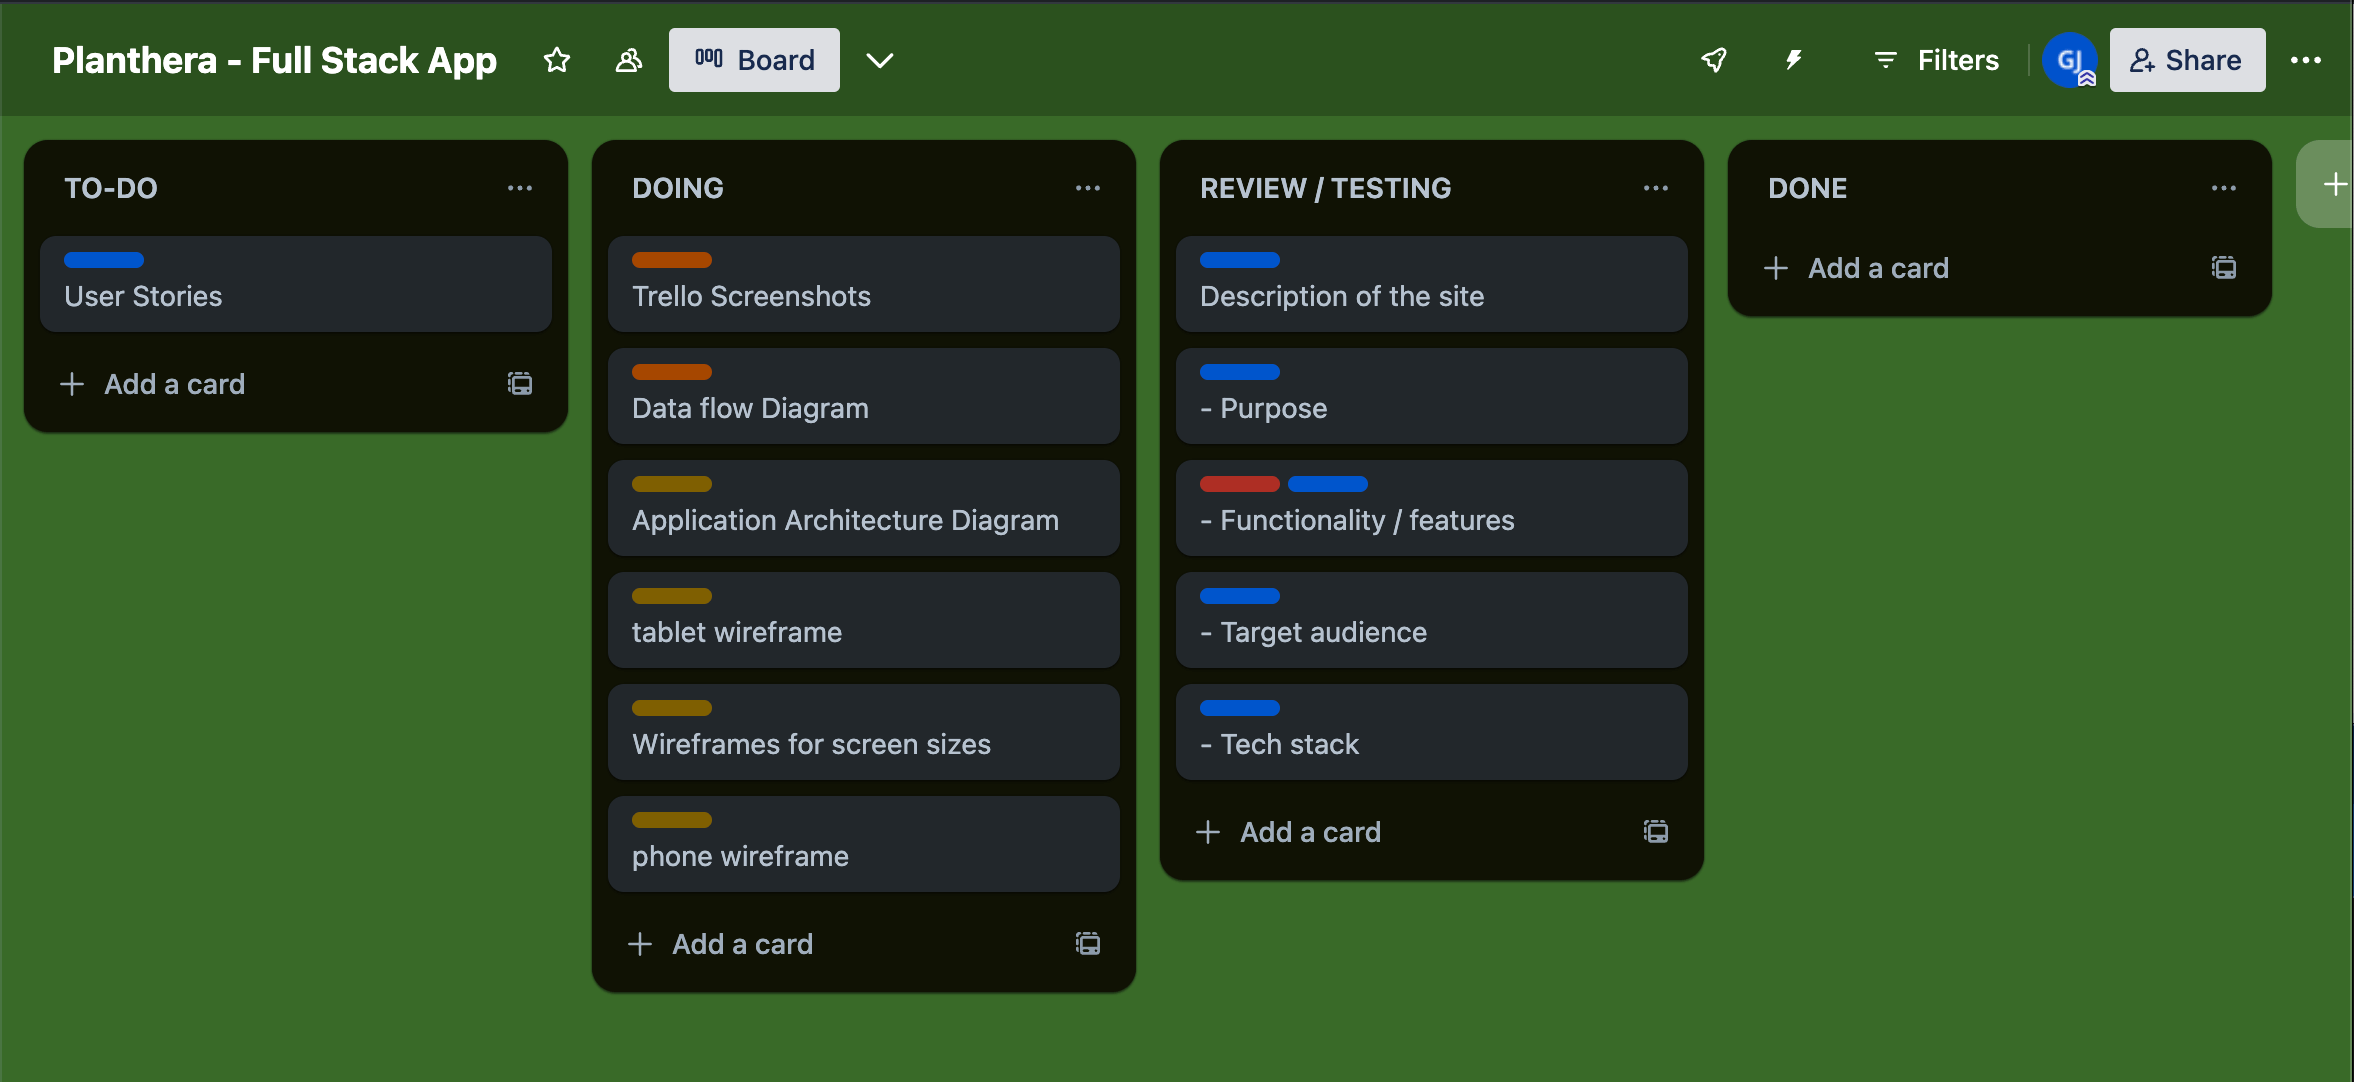 Planthera - Full Stack App
Board
Filters
GJ
Share
TO-DO
User Stories
Add a card
DOING
Trello Screenshots
Data flow Diagram
Application Architecture Diagram
tablet wireframe
Wireframes for screen sizes
phone wireframe
Add a card
REVIEW / TESTING
Description of the site
- Purpose
- Functionality / features
- Target audience
- Tech stack
Add a card
DONE
Add a card